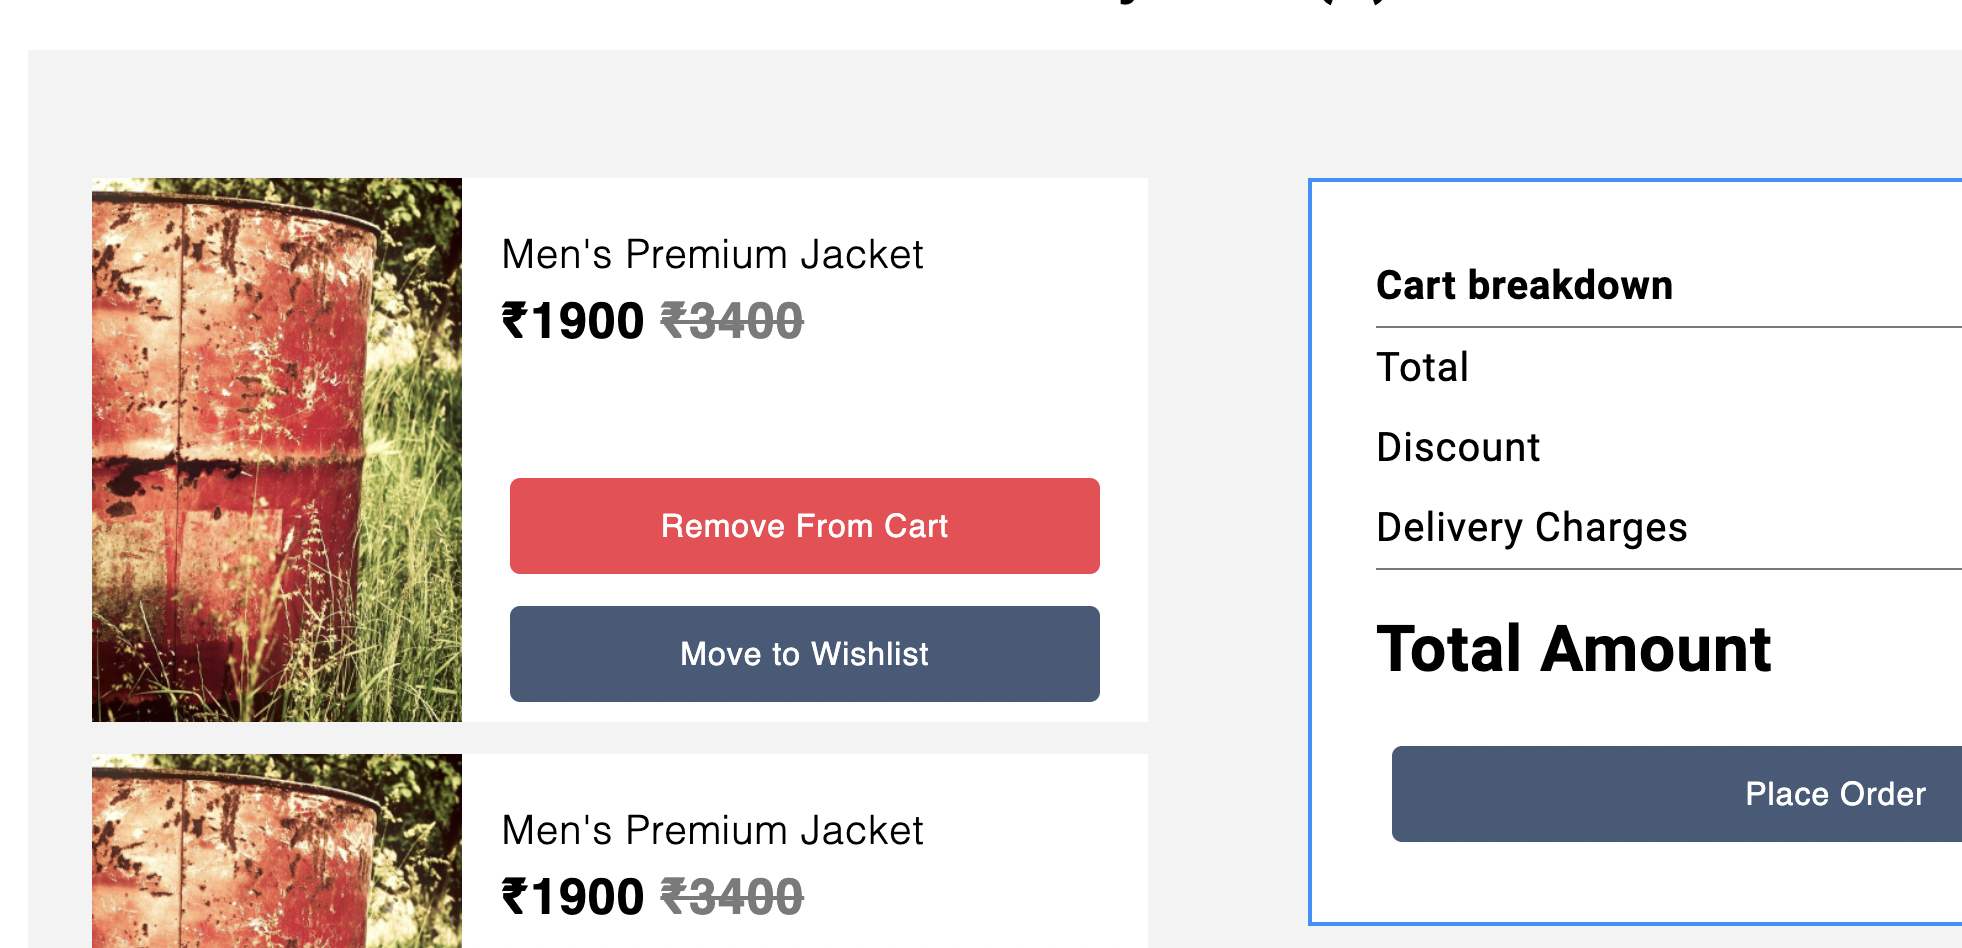 Men's Premium Jacket
₹1900 ₹3400
Remove From Cart
Move to Wishlist
Men's Premium Jacket
₹1900 ₹3400
Cart breakdown
Total
Discount
Delivery Charges
Total Amount
Place Order